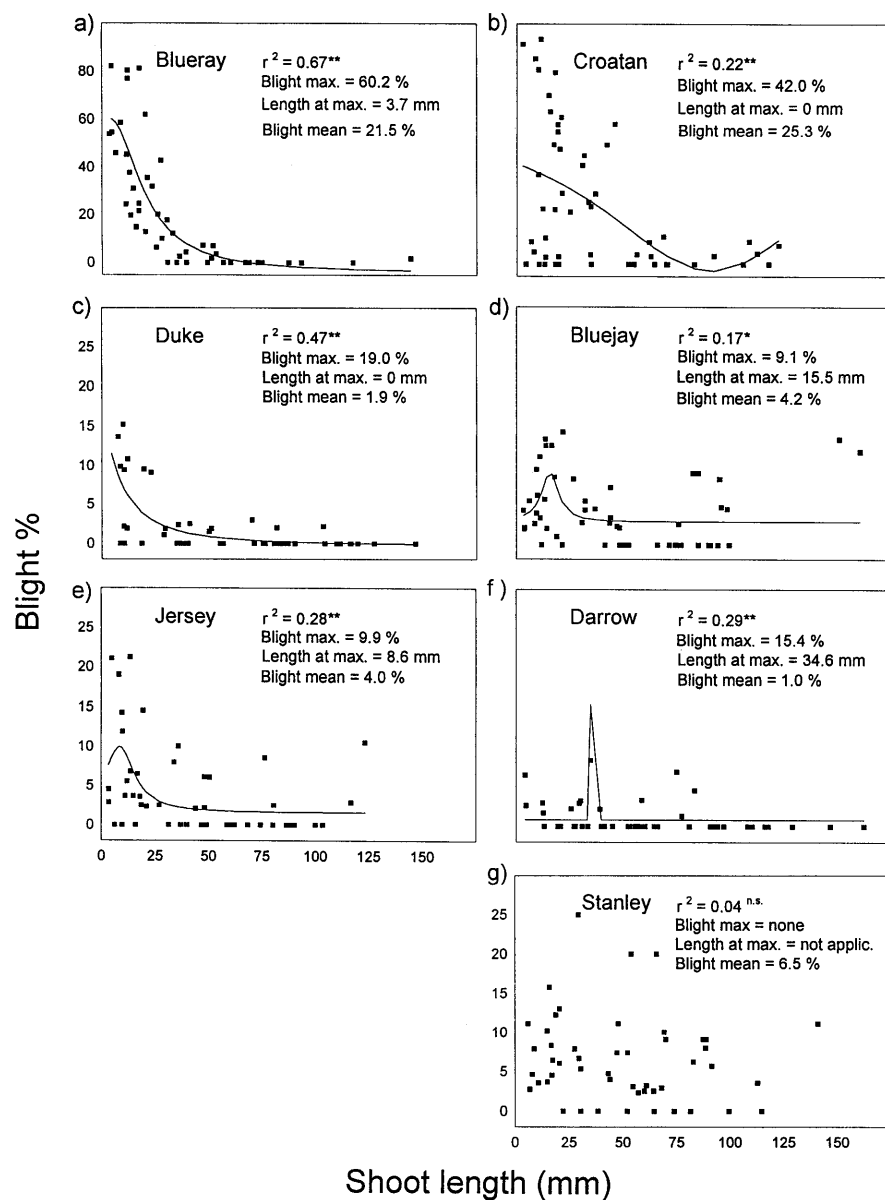 a)
Blueray
r 2 = 0.67**
Blight max. = 60.2 %
Length at max. = 3.7 mm
Blight mean = 21.5 %
80
60
40
20
0
b)
Croatan
r 2 = 0.22**
Blight max. = 42.0 %
Length at max. = 0 mm
Blight mean = 25.3 %
c)
Duke
r 2 = 0.47**
Blight max. = 19.0 %
Length at max. = 0 mm
Blight mean = 1.9 %
25
20
15
10
5
0
d)
Bluejay
r 2 = 0.17*
Blight max. = 9.1 %
Length at max. = 15.5 mm
Blight mean = 4.2 %
e)
Jersey
r 2 = 0.28**
Blight max. = 9.9 %
Length at max. = 8.6 mm
Blight mean = 4.0 %
25
20
15
10
5
0
0 25 50 75 100 125 150
f)
Darrow
r 2 = 0.29**
Blight max. = 15.4 %
Length at max. = 34.6 mm
Blight mean = 1.0 %
g)
Stanley
r 2 = 0.04 n.s.
Blight max = none
Length at max. = not applic.
Blight mean = 6.5 %
25
20
15
10
5
0
0 25 50 75 100 125 150
Blight %
Shoot length (mm)